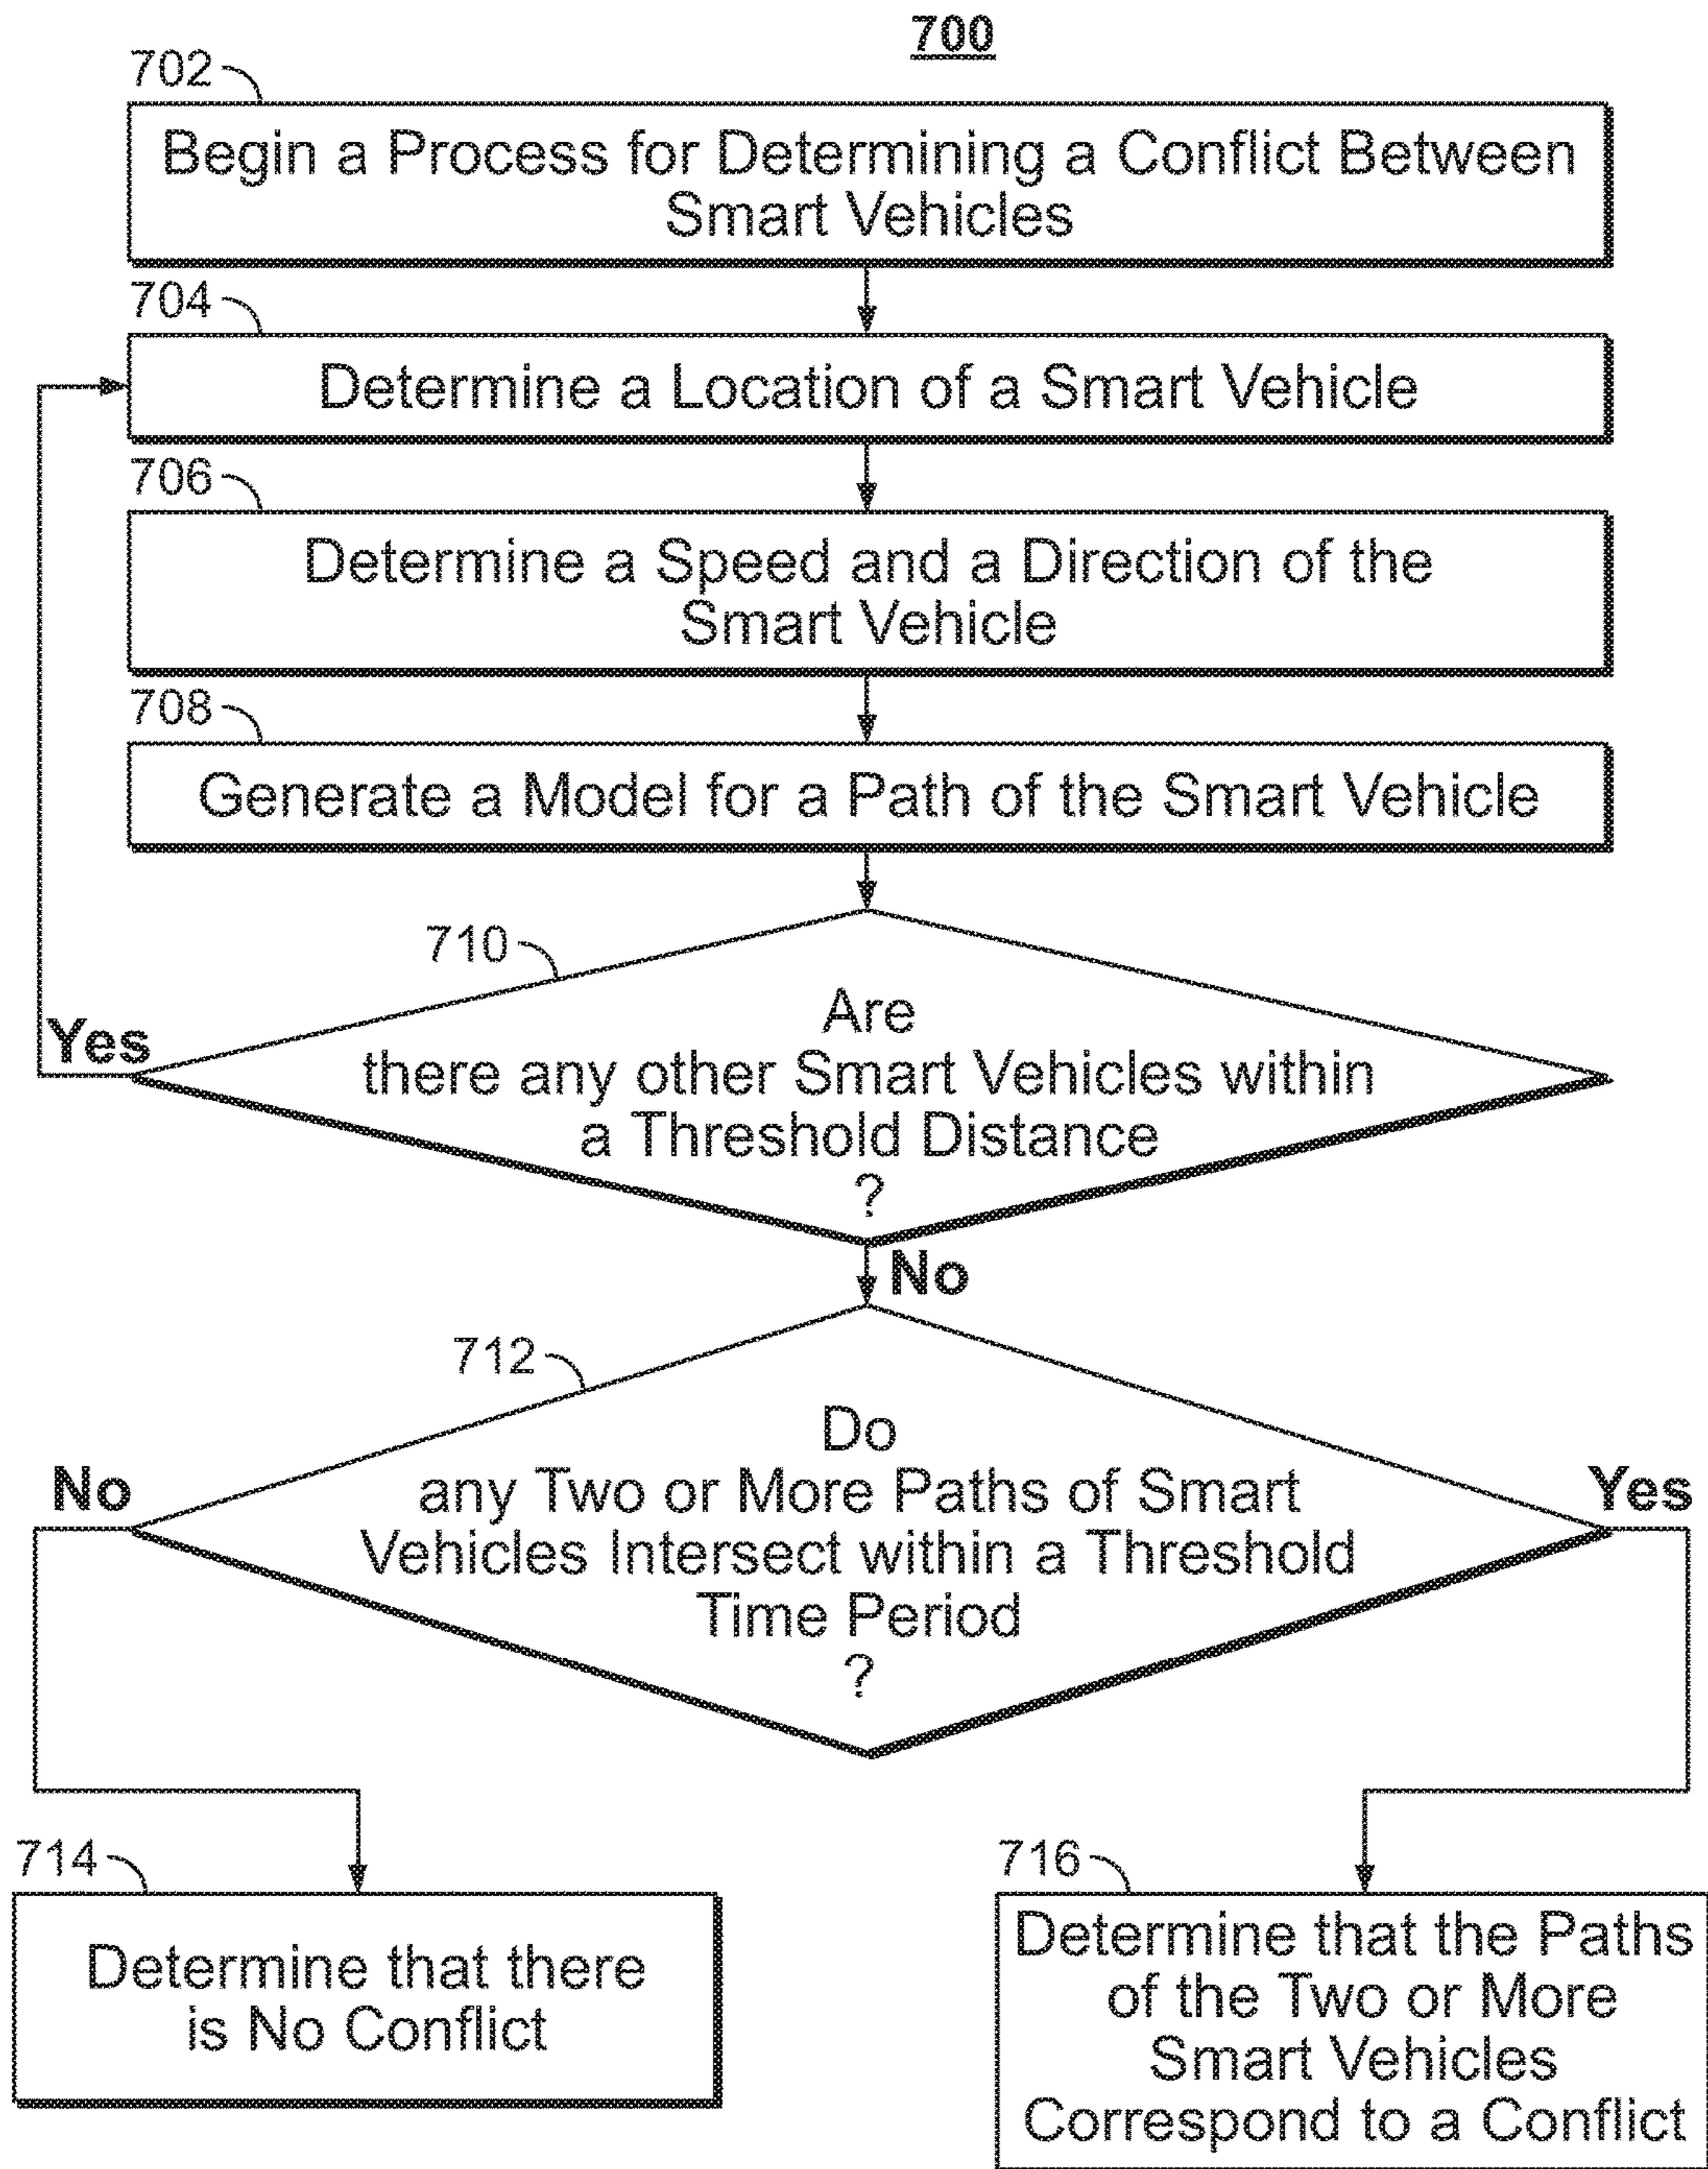 700
702
Begin a Process for Determining a Conflict Between
Smart Vehicles
704
Determine a Location of a Smart Vehicle
706
Determine a Speed and a Direction of the
Smart Vehicle
708
Generate a Model for a Path of the Smart Vehicle
710
Are
there any other Smart Vehicles within
a Threshold Distance
?
Yes
No
712
Do
any Two or More Paths of Smart
Vehicles Intersect within a Threshold
Time Period
?
No
Yes
714
Determine that there
is No Conflict
716
Determine that the Paths
of the Two or More
Smart Vehicles
Correspond to a Conflict